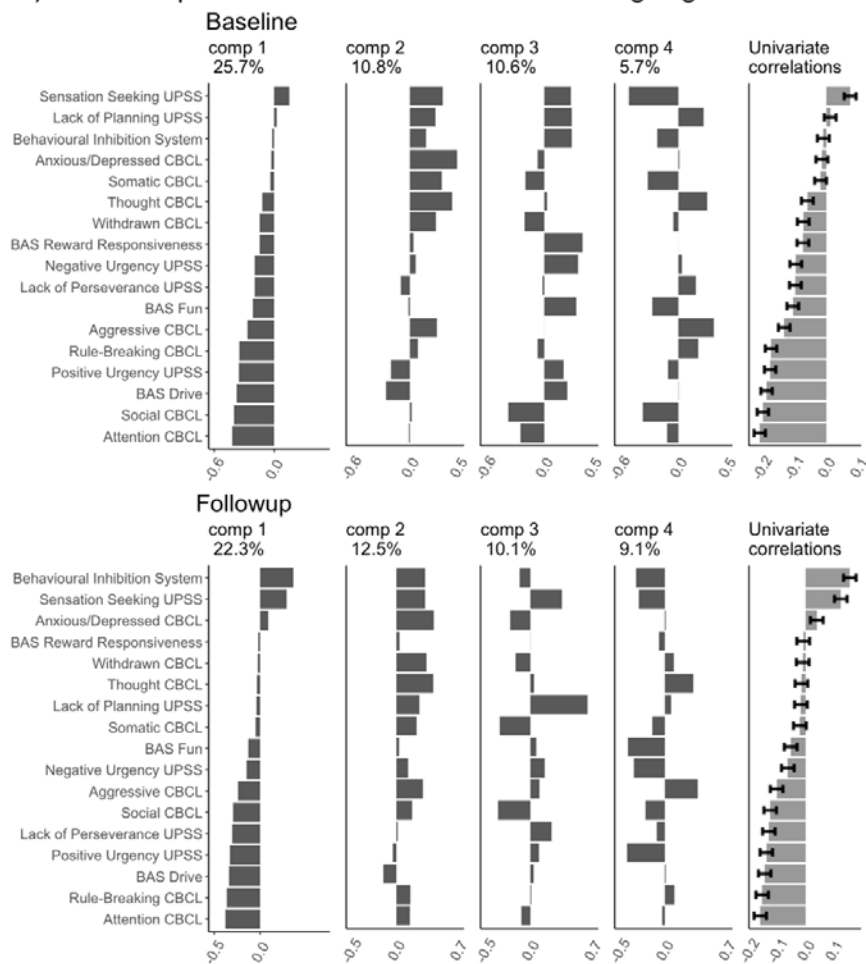 Baseline
comp 1 comp 2 comp 3 comp 4 Univariate
25.7% 10.8% 10.6% 5.7% correlations
Sensation Seeking UPSS
Lack of Planning UPSS
Behavioural Inhibition System
Anxious/Depressed CBCL
Somatic CBCL
Thought CBCL
Withdrawn CBCL
BAS Reward Responsiveness
Negative Urgency UPSS
Lack of Perseverance UPSS
BAS Fun
Aggressive CBCL
Rule-Breaking CBCL
Positive Urgency UPSS
BAS Drive
Social CBCL
Attention CBCL
-0.6 0.0 -0.6 0.0 0.5 -0.6 0.0 0.5 -0.6 0.0 0.5 -0.2 -0.1 0.0 0.1
Followup
comp 1 comp 2 comp 3 comp 4 Univariate
22.3% 12.5% 10.1% 9.1% correlations
Behavioural Inhibition System
Sensation Seeking UPSS
Anxious/Depressed CBCL
BAS Reward Responsiveness
Withdrawn CBCL
Thought CBCL
Lack of Planning UPSS
Somatic CBCL
BAS Fun
Negative Urgency UPSS
Aggressive CBCL
Social CBCL
Lack of Perseverance UPSS
Positive Urgency UPSS
BAS Drive
Rule-Breaking CBCL
Attention CBCL
-0.5 0.0 -0.5 0.0 0.7 -0.5 0.0 0.7 -0.5 0.0 0.7 -0.2 -0.1 0.0 0.1